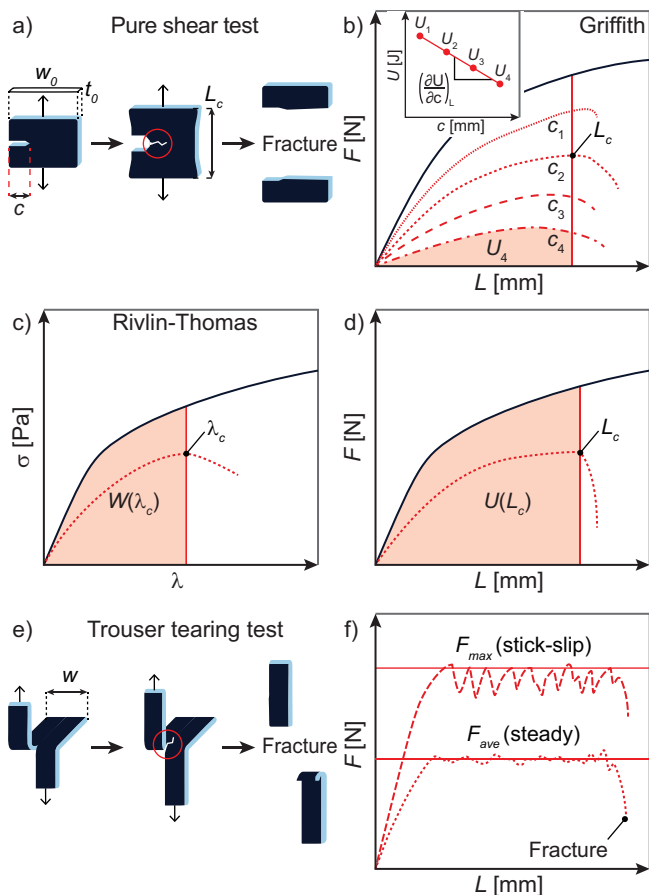 a) Pure shear test
w0
t0
Lc
c
Fracture
b) Griffith
U [J]
U1
U2
U3
U4
(∂U/∂c)L
c [mm]
F [N]
c1
Lc
c2
c3
c4
U4
L [mm]
c) Rivlin-Thomas
σ [Pa]
λc
W(λc)
λ
d)
F [N]
Lc
U(Lc)
L [mm]
e) Trouser tearing test
w
Fracture
f)
Fmax (stick-slip)
F [N]
Fave (steady)
Fracture
L [mm]